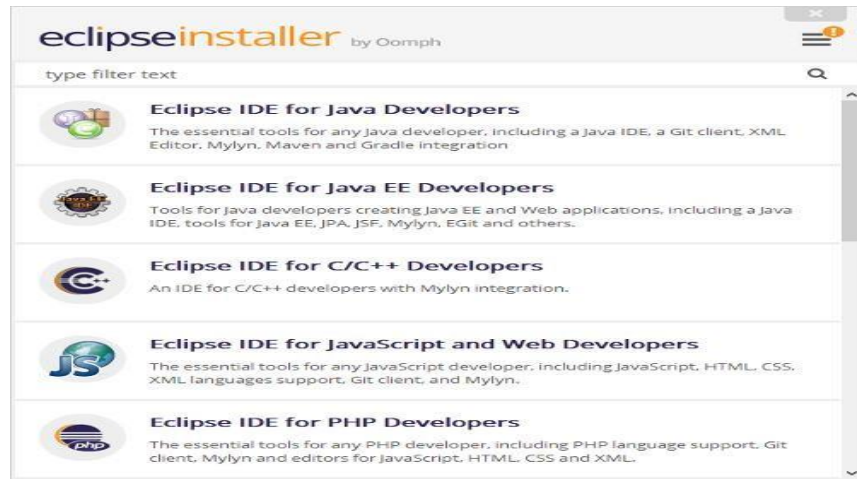 eclipseinstaller by Oomph
type filter text
Eclipse IDE for Java Developers
The essential tools for any Java developer, including a Java IDE, a Git client, XML
Editor, Mylyn, Maven and Gradle integration
Java EE
IDE
Eclipse IDE for Java EE Developers
Tools for Java developers creating Java EE and Web applications, including a Java
IDE, tools for Java EE, JPA, JSF, Mylyn, EGit and others.
C++
Eclipse IDE for C/C++ Developers
An IDE for C/C++ developers with Mylyn integration.
JS
Eclipse IDE for JavaScript and Web Developers
The essential tools for any JavaScript developer, including JavaScript, HTML, CSS,
XML languages support, Git client, and Mylyn.
php
Eclipse IDE for PHP Developers
The essential tools for any PHP developer, including PHP language support, Git
client, Mylyn and editors for JavaScript, HTML, CSS and XML.